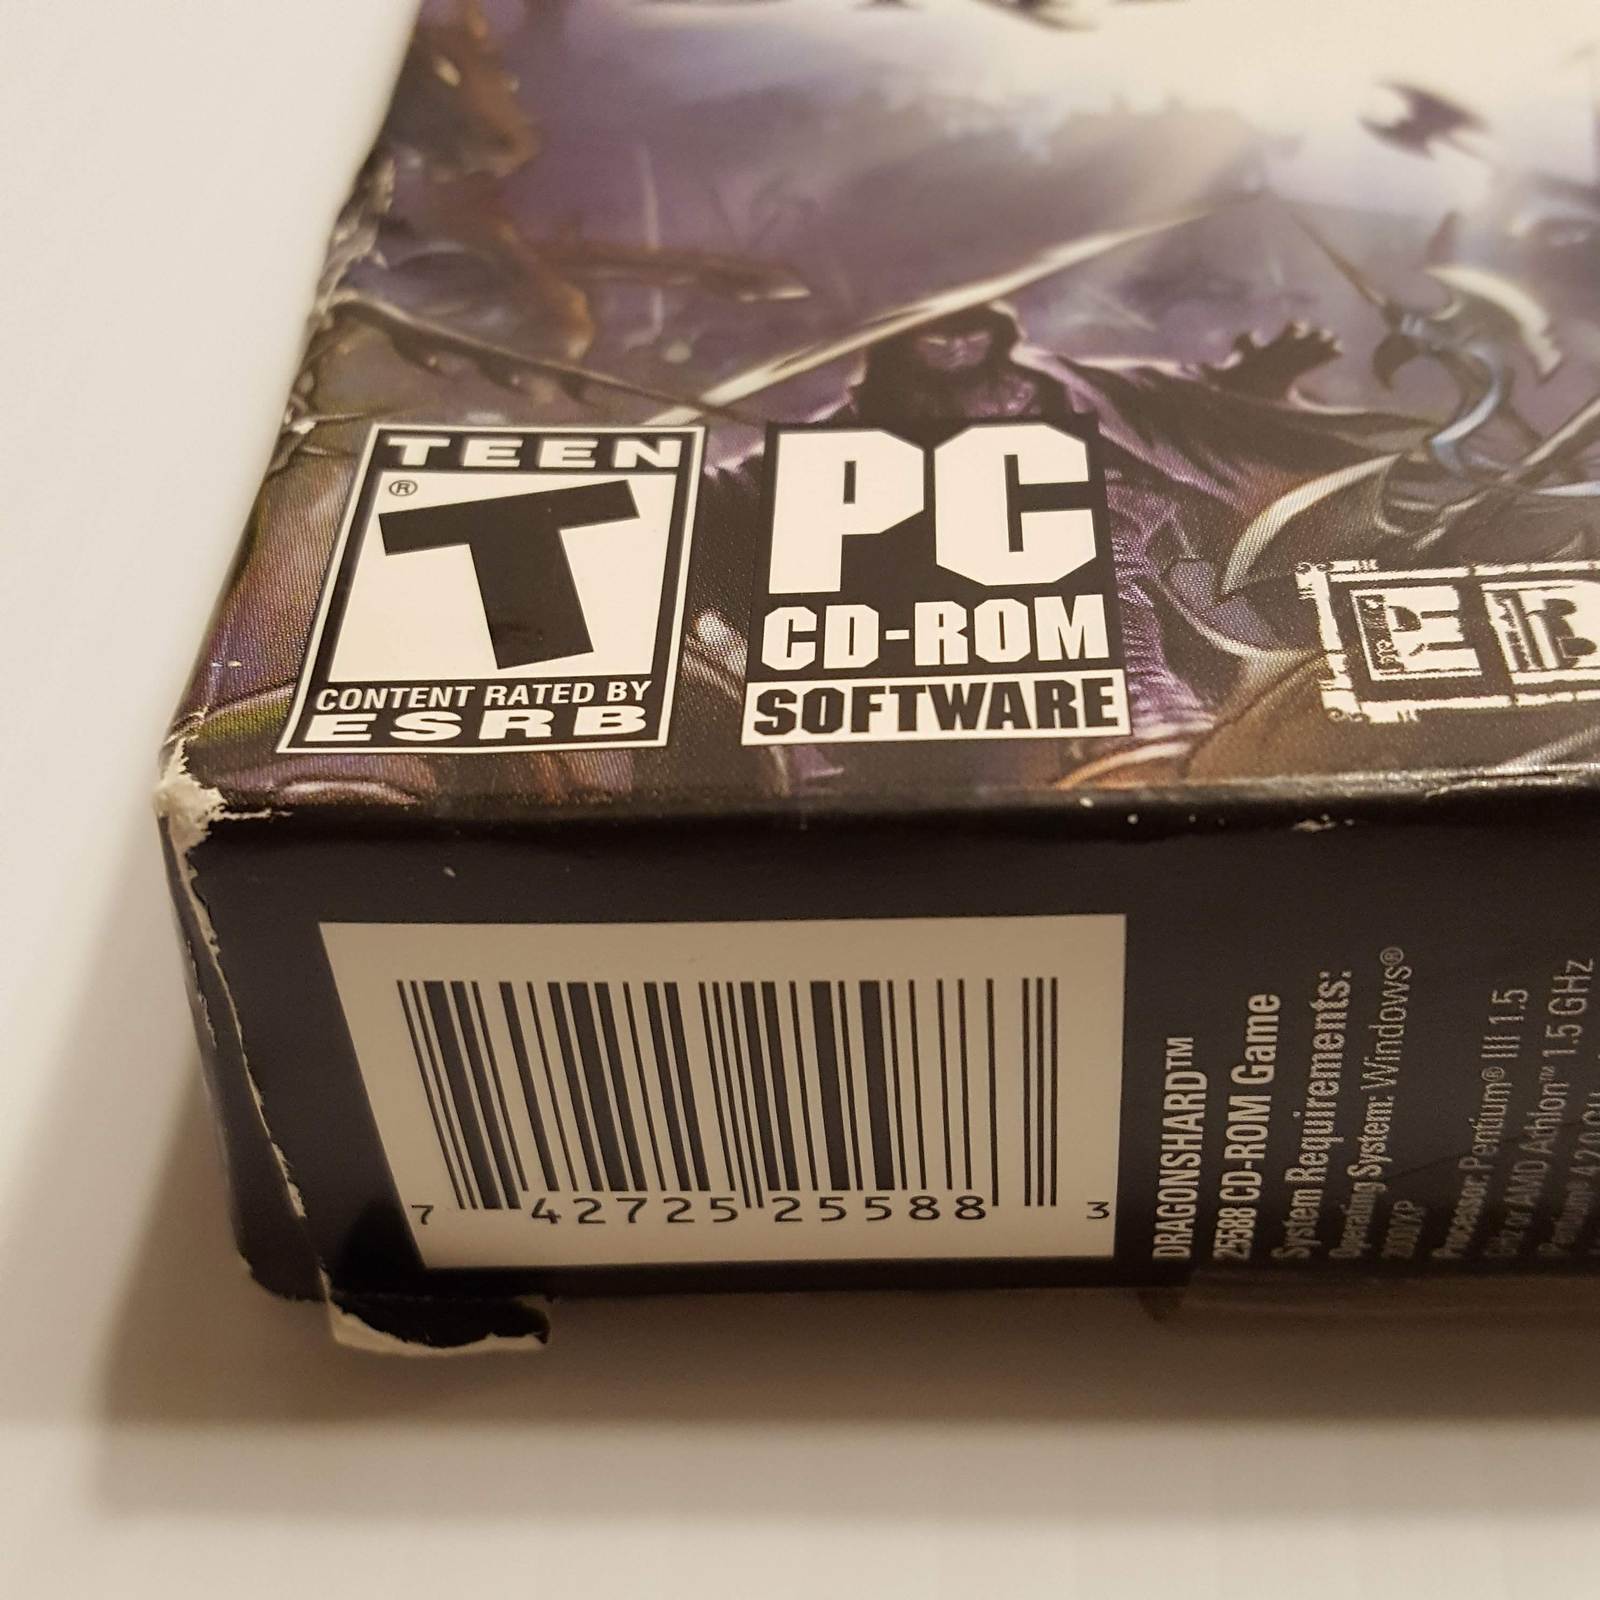 TEEN
T®
CONTENT RATED BY
ESRB
PC
CD-ROM
SOFTWARE
EB
7 42725 25588 3
DRAGONSHARD™
25588 CD-ROM Game
System Requirements:
Operating System: Windows®
2000/XP
Processor: Pentium® III 1.5
GHz or AMD Athlon™ 1.5 GHz